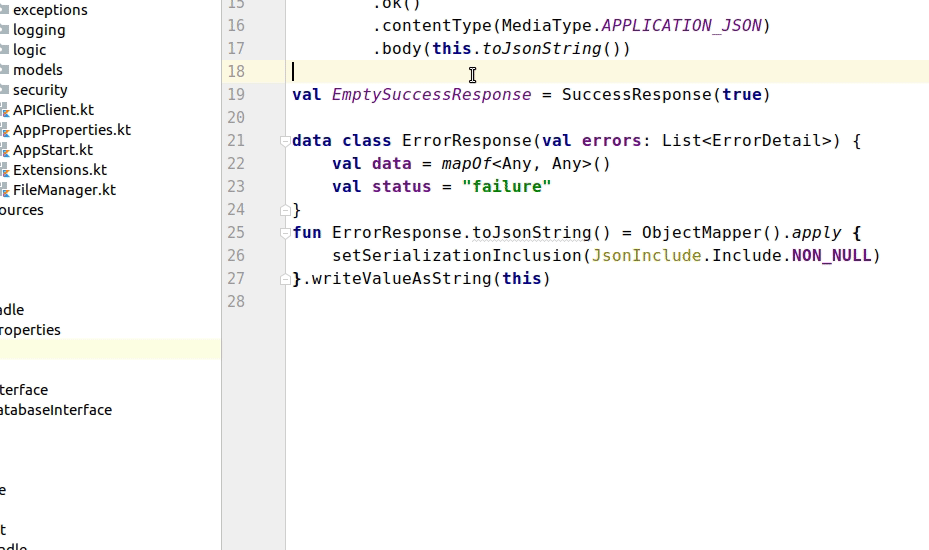 exceptions
logging
logic
models
security
APIClient.kt
AppProperties.kt
AppStart.kt
Extensions.kt
FileManager.kt
ources
adle
roperties
terface
atabaseInterface
e
t
adle
15 .ok()
16 .contentType(MediaType.APPLICATION_JSON)
17 .body(this.toJsonString())
18
19 val EmptySuccessResponse = SuccessResponse(true)
20
21 data class ErrorResponse(val errors: List<ErrorDetail>) {
22 val data = mapOf<Any, Any>()
23 val status = "failure"
24 }
25 fun ErrorResponse.toJsonString() = ObjectMapper().apply {
26 setSerializationInclusion(JsonInclude.Include.NON_NULL)
27 }.writeValueAsString(this)
28